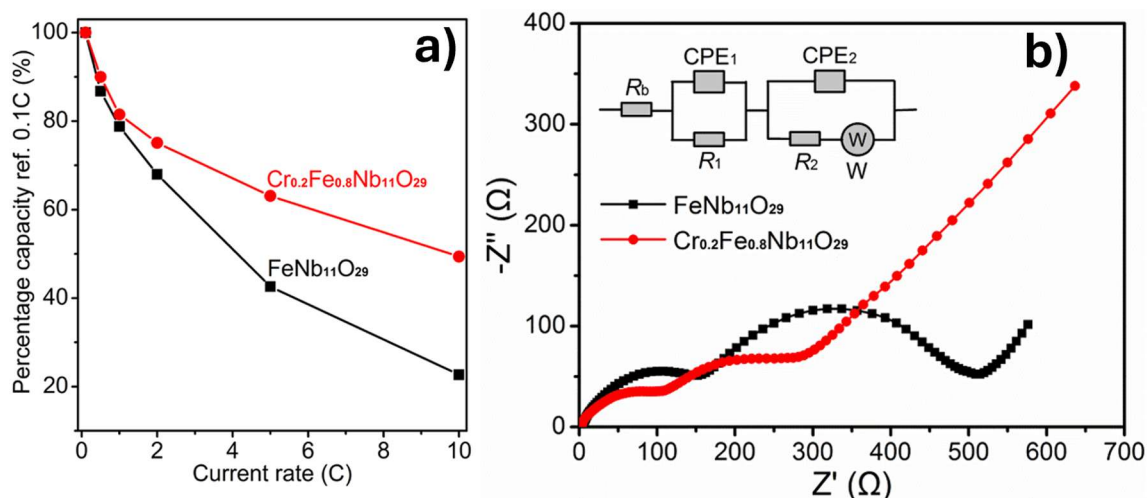 a)
100
80
60
40
20
0
2
4
6
8
10
Percentage capacity ref. 0.1C (%)
Current rate (C)
Cr₀.₂Fe₀.₈Nb₁₁O₂₉
FeNb₁₁O₂₉
b)
400
300
200
100
0
0
100
200
300
400
500
600
700
-Z'' (Ω)
Z' (Ω)
CPE₁
CPE₂
R_b
R₁
R₂
W
W
FeNb₁₁O₂₉
Cr₀.₂Fe₀.₈Nb₁₁O₂₉